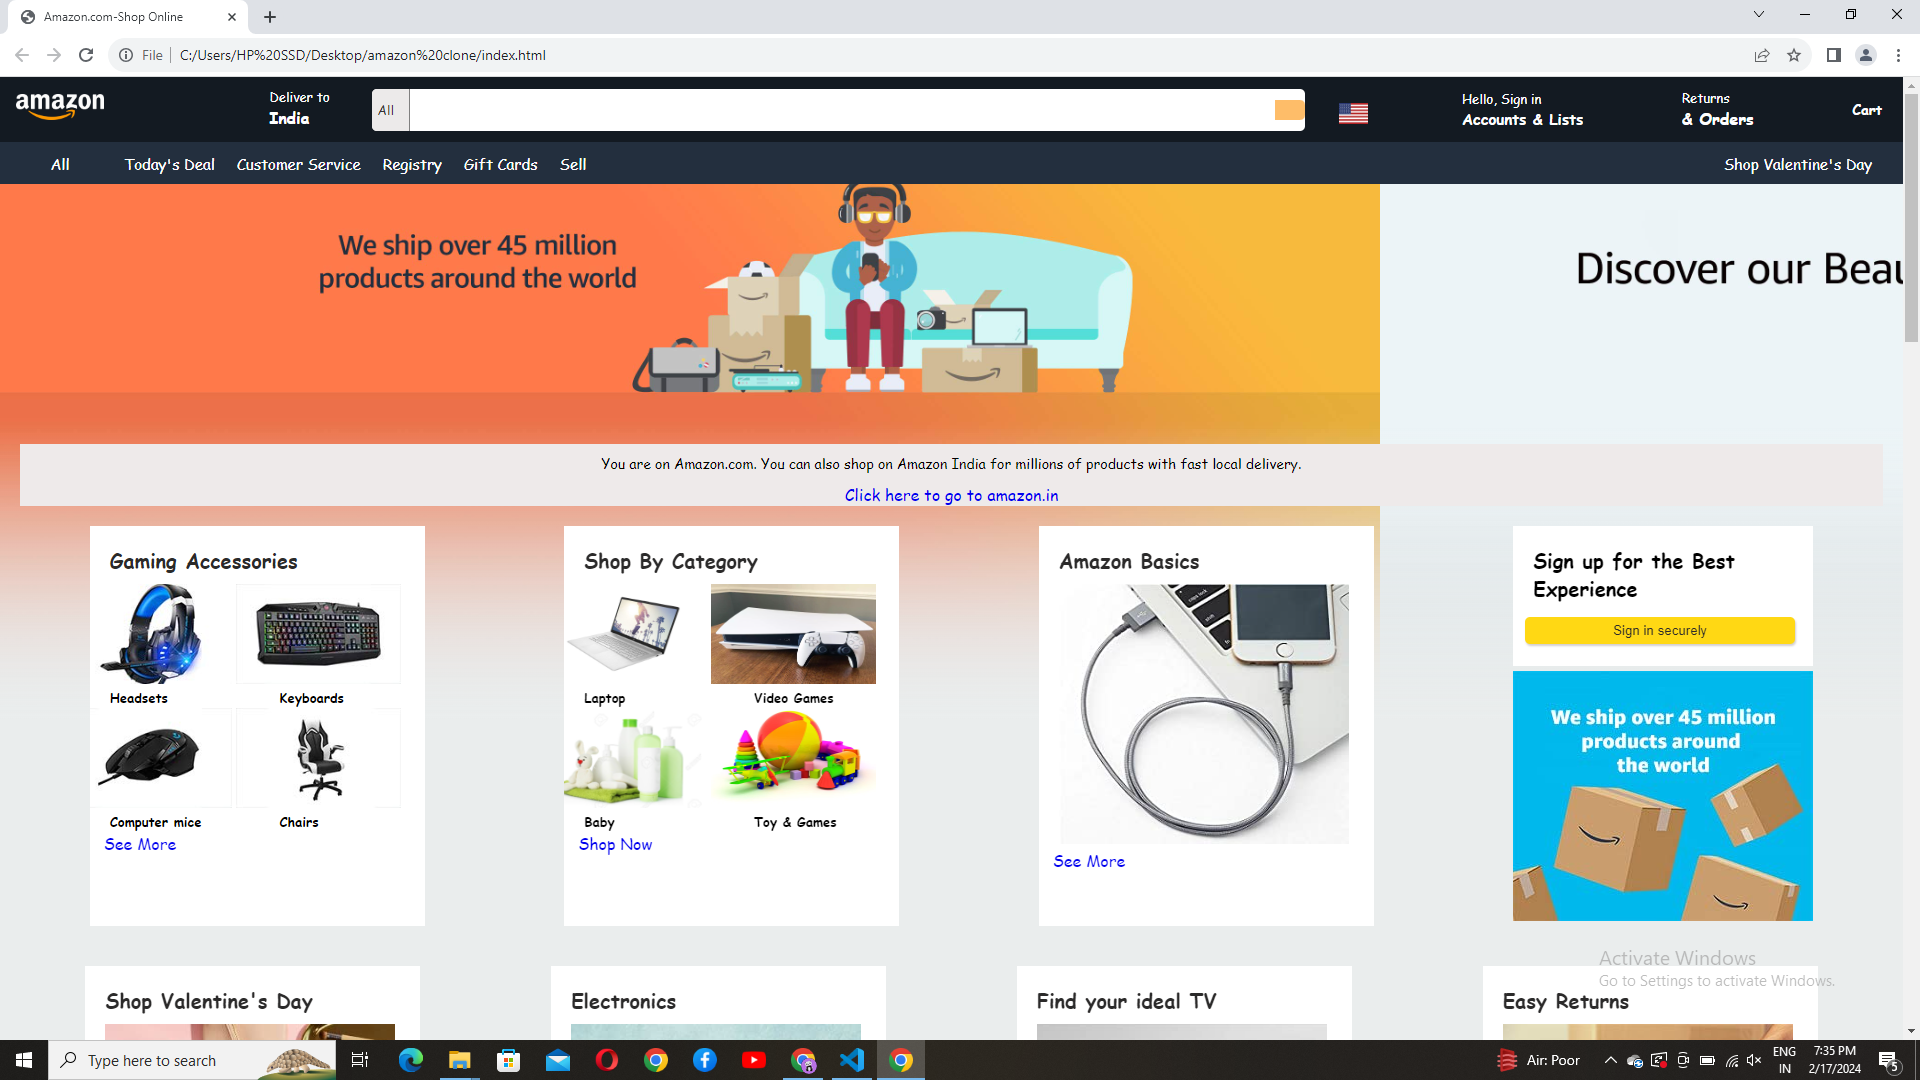 Amazon.com-Shop Online
File
C:/Users/HP%20SSD/Desktop/amazon%20clone/index.html
amazon
Deliver to
India
All
Hello, Sign in
Accounts & Lists
Returns
& Orders
Cart
All
Today's Deal
Customer Service
Registry
Gift Cards
Sell
Shop Valentine's Day
We ship over 45 million
products around the world
Discover our Beau
You are on Amazon.com. You can also shop on Amazon India for millions of products with fast local delivery.
Click here to go to amazon.in
Gaming Accessories
Headsets
Keyboards
Computer mice
Chairs
See More
Shop By Category
Laptop
Video Games
Baby
Toy & Games
Shop Now
Amazon Basics
See More
Sign up for the Best
Experience
Sign in securely
We ship over 45 million
products around
the world
Activate Windows
Go to Settings to activate Windows.
Shop Valentine's Day
Electronics
Find your ideal TV
Easy Returns
Type here to search
Air: Poor
ENG
IN
7:35 PM
2/17/2024
5